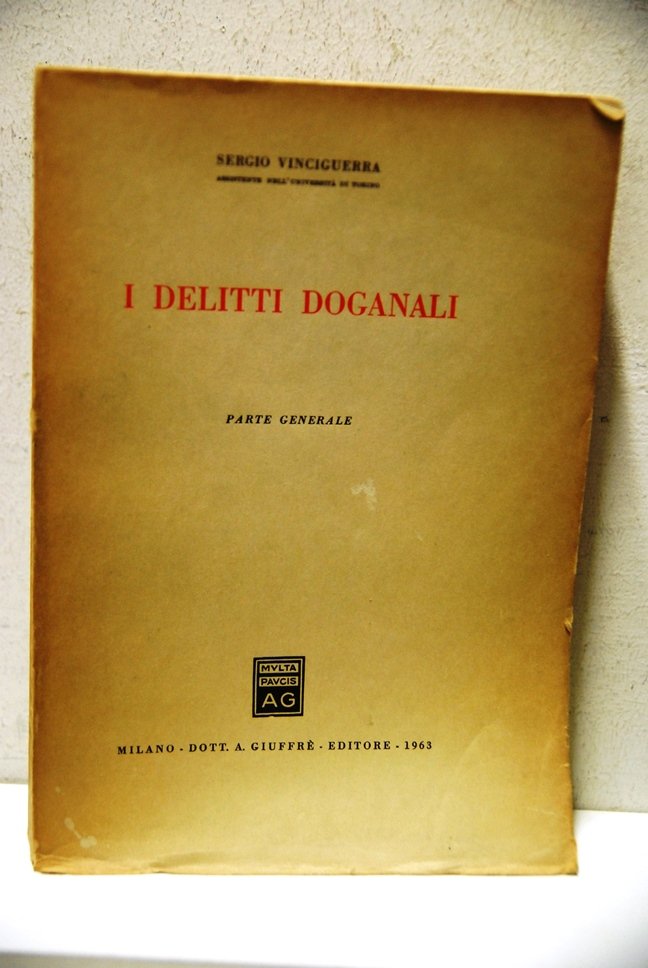 SERGIO VINCIGUERRA
ASSISTENTE NELL'UNIVERSITÀ DI TORINO
I DELITTI DOGANALI
PARTE GENERALE
MVLTA
PAVCIS
AG
MILANO - DOTT. A. GIUFFRÈ - EDITORE - 1963